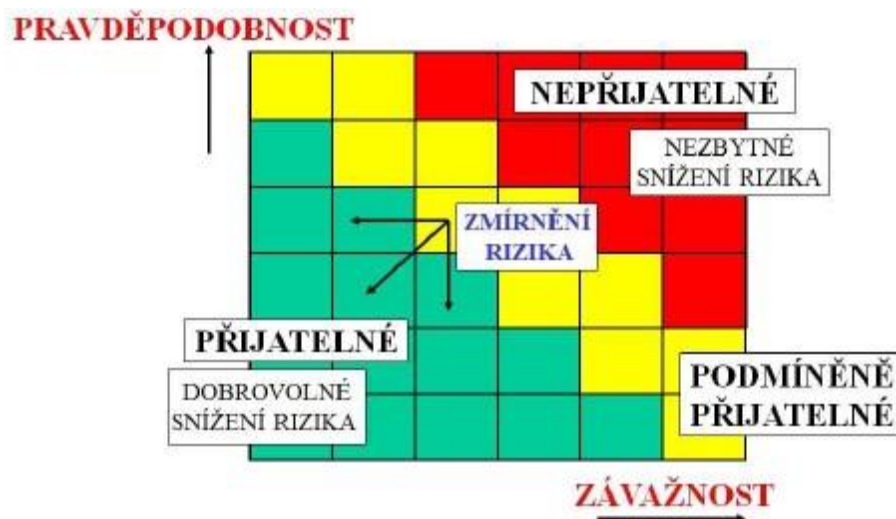 PRAVDĚPODOBNOST
NEPŘIJATELNÉ
NEZBYTNÉ
SNÍŽENÍ RIZIKA
ZMÍRNĚNÍ
RIZIKA
PŘIJATELNÉ
DOBROVOLNÉ
SNÍŽENÍ RIZIKA
PODMÍNĚNĚ
PŘIJATELNÉ
ZÁVAŽNOST